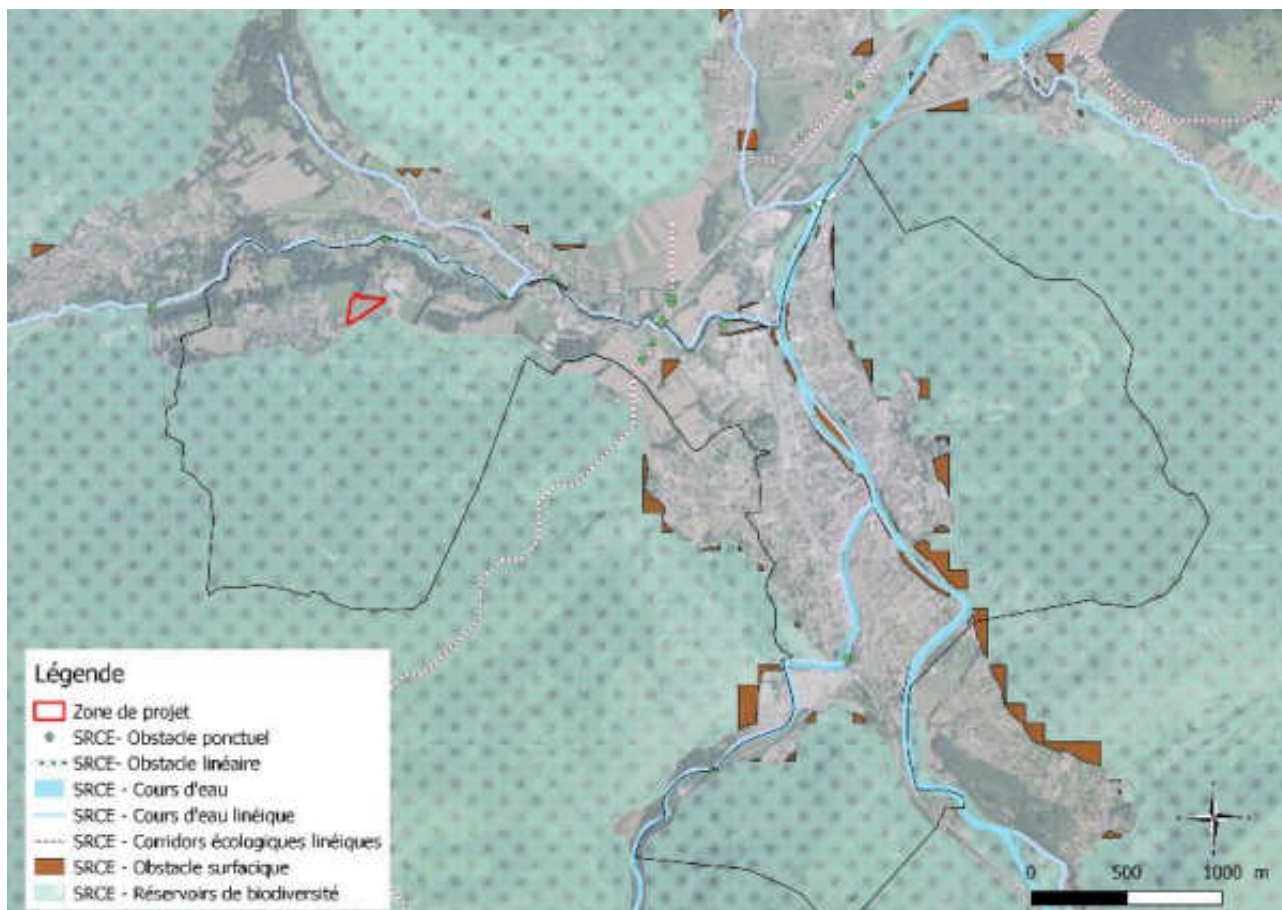 Légende
Zone de projet
SRCE- Obstacle ponctuel
SRCE- Obstacle linéaire
SRCE - Cours d'eau
SRCE - Cours d'eau linéique
SRCE - Corridors écologiques linéiques
SRCE - Obstacle surfacique
SRCE - Réservoirs de biodiversité
0 500 1000 m